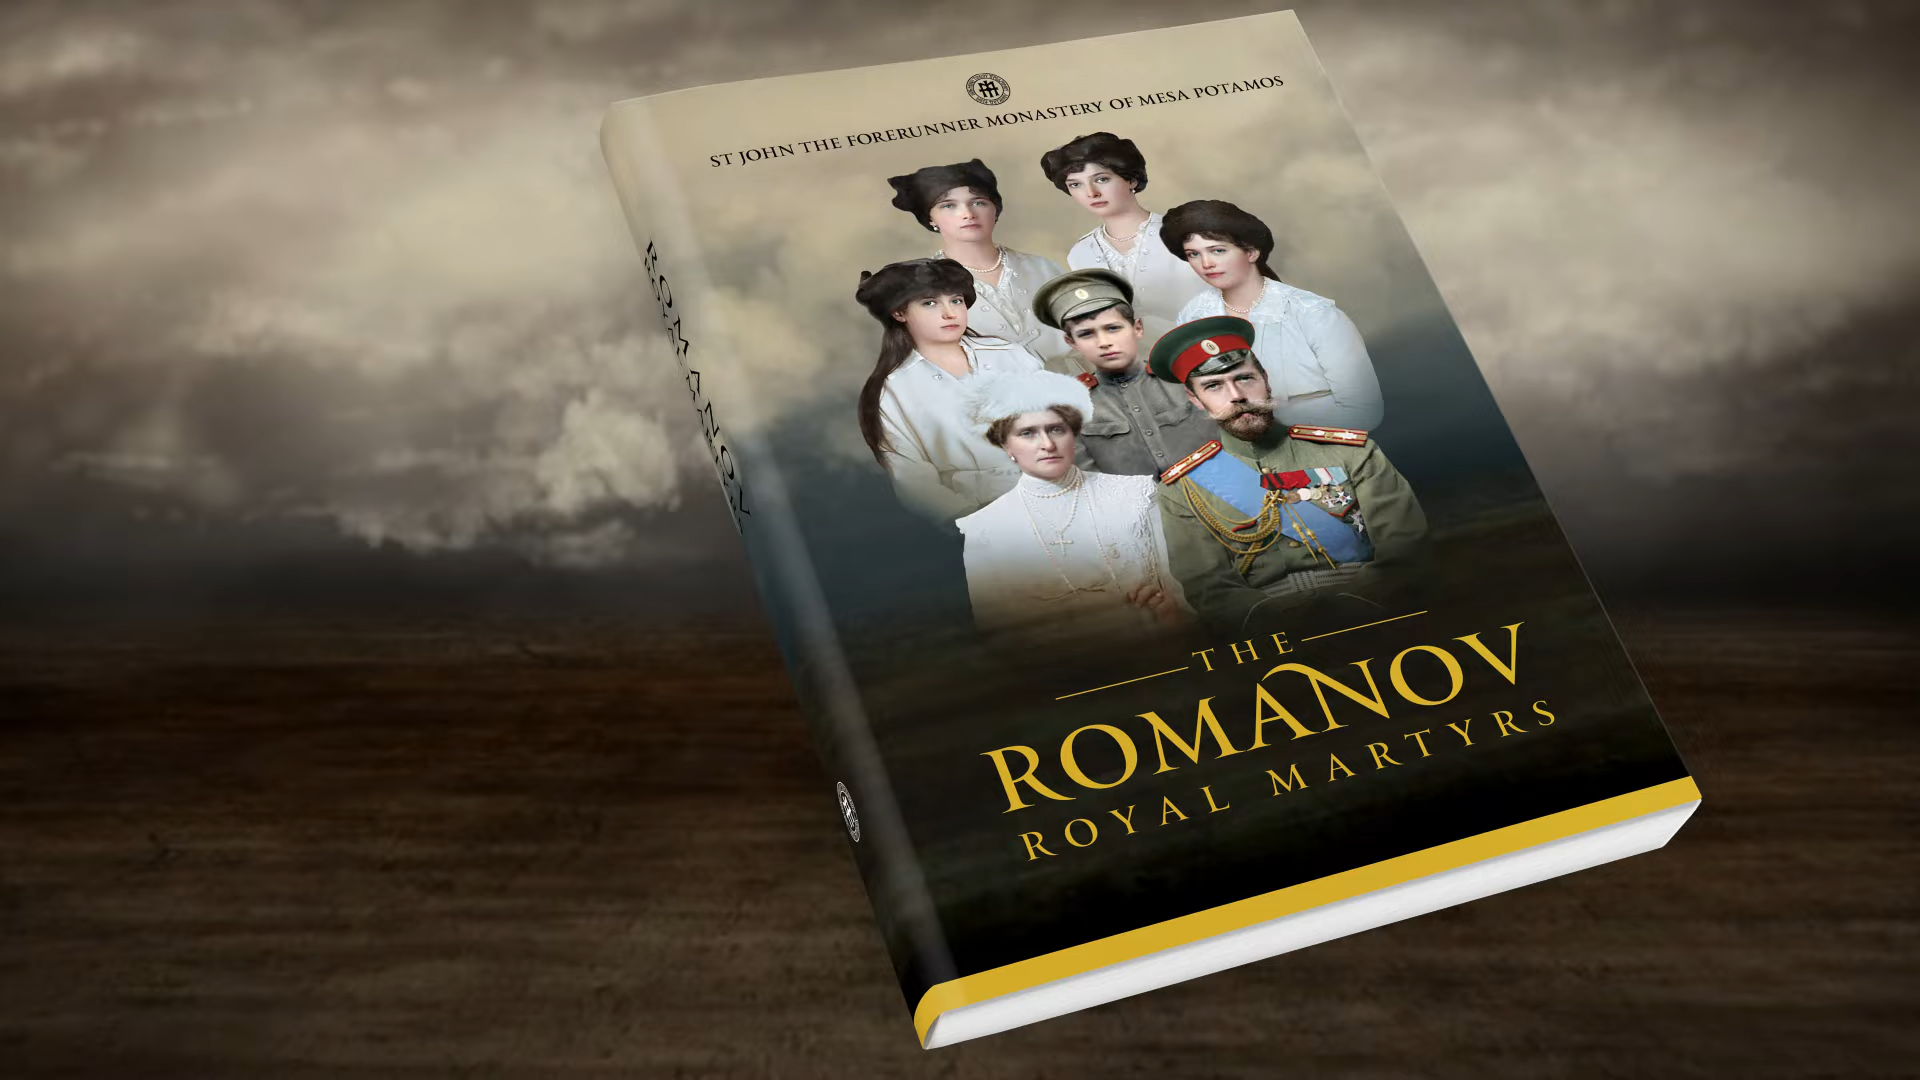 ST JOHN THE FORERUNNER MONASTERY OF MESA POTAMOS
THE
ROMANOV
ROYAL MARTYRS
ROMANOV